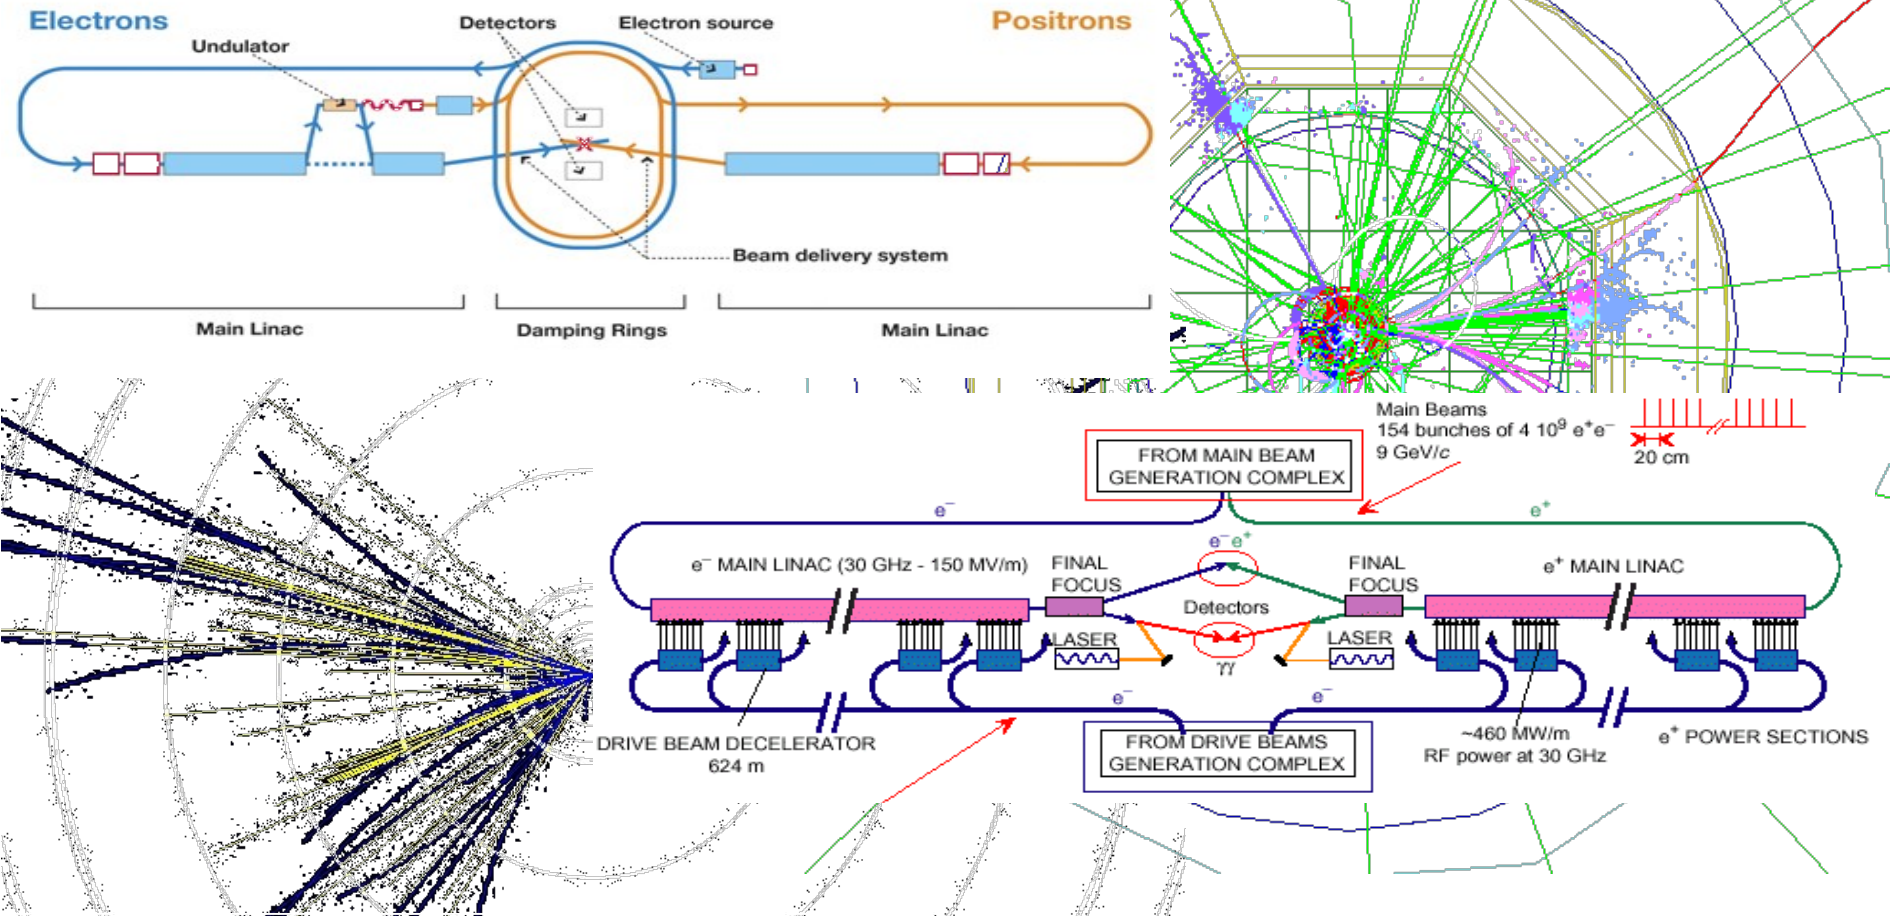 Electrons
Detectors
Electron source
Positrons
Undulator
Beam delivery system
Main Linac
Damping Rings
Main Linac
Main Beams
154 bunches of 4 10⁹ e⁺e⁻
9 GeV/c
20 cm
FROM MAIN BEAM
GENERATION COMPLEX
e⁻
e⁺
e⁻ e⁺
e⁻ MAIN LINAC (30 GHz - 150 MV/m)
FINAL
FOCUS
FINAL
FOCUS
e⁺ MAIN LINAC
Detectors
LASER
LASER
γγ
e⁻
e⁻
DRIVE BEAM DECELERATOR
624 m
FROM DRIVE BEAMS
GENERATION COMPLEX
~460 MW/m
RF power at 30 GHz
e⁺ POWER SECTIONS